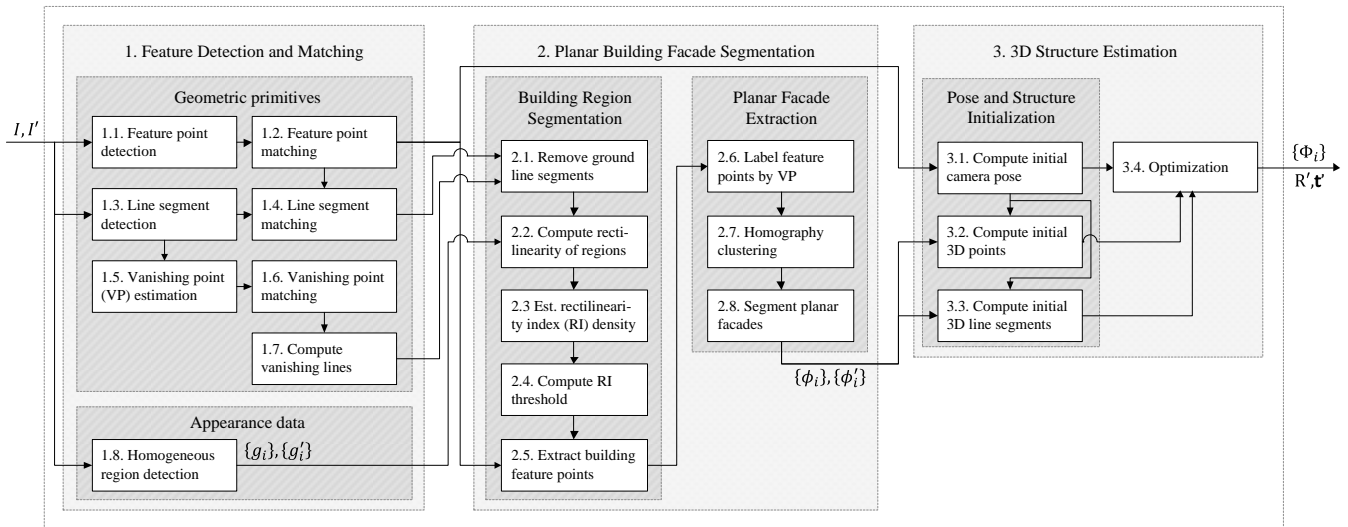 1. Feature Detection and Matching
Geometric primitives
I, I′
1.1. Feature point
detection
1.2. Feature point
matching
1.3. Line segment
detection
1.4. Line segment
matching
1.5. Vanishing point
(VP) estimation
1.6. Vanishing point
matching
1.7. Compute
vanishing lines
Appearance data
1.8. Homogeneous
region detection
{gᵢ},{gᵢ′}
2. Planar Building Facade Segmentation
Building Region
Segmentation
2.1. Remove ground
line segments
2.2. Compute recti-
linearity of regions
2.3 Est. rectilineari-
ty index (RI) density
2.4. Compute RI
threshold
2.5. Extract building
feature points
Planar Facade
Extraction
2.6. Label feature
points by VP
2.7. Homography
clustering
2.8. Segment planar
facades
{ϕᵢ},{ϕᵢ′}
3. 3D Structure Estimation
Pose and Structure
Initialization
3.1. Compute initial
camera pose
3.2. Compute initial
3D points
3.3. Compute initial
3D line segments
3.4. Optimization
{Φᵢ}
R′,t′